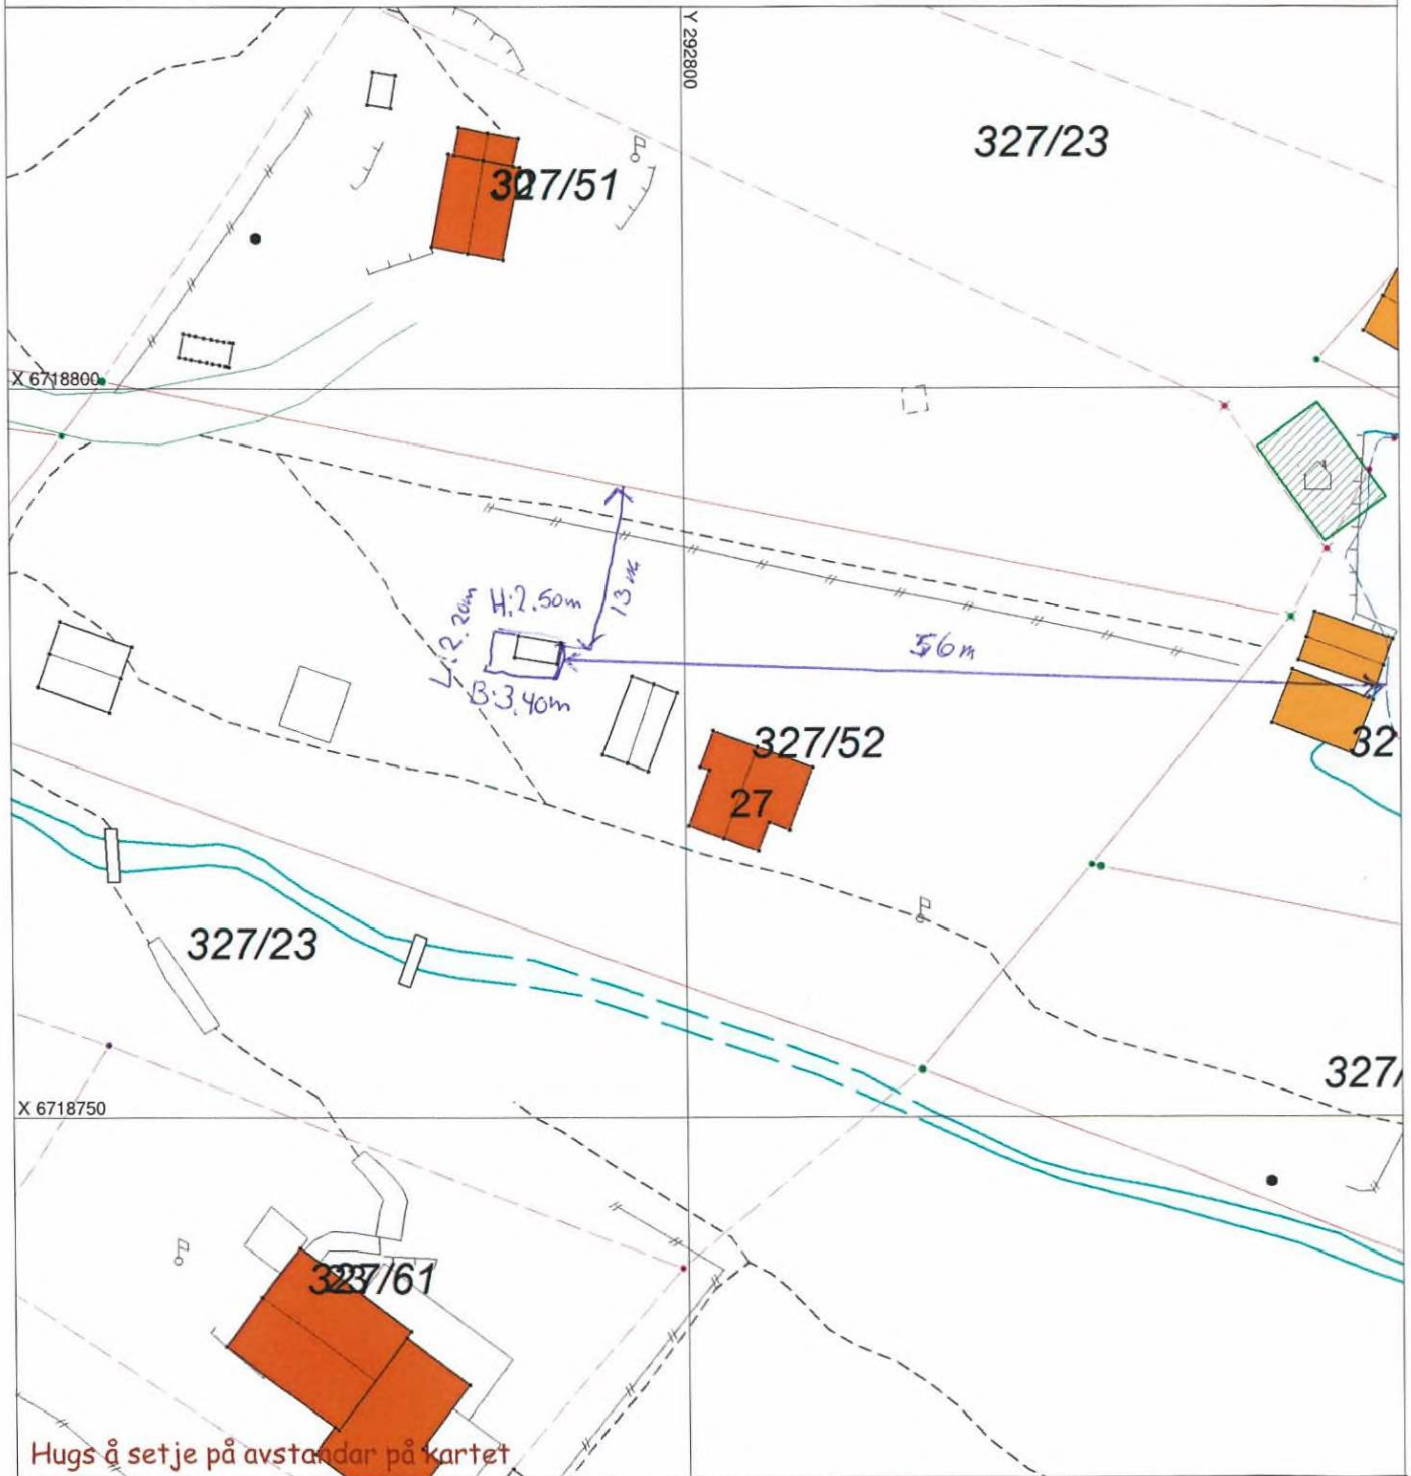 Y 292800
327/23
327/51
X 6718800
H:2.50m
L:2.20m
13 m
56m
B:3,40m
327/52
27
32
327/23
327/
X 6718750
327/61
Hugs å setje på avstandar på kartet